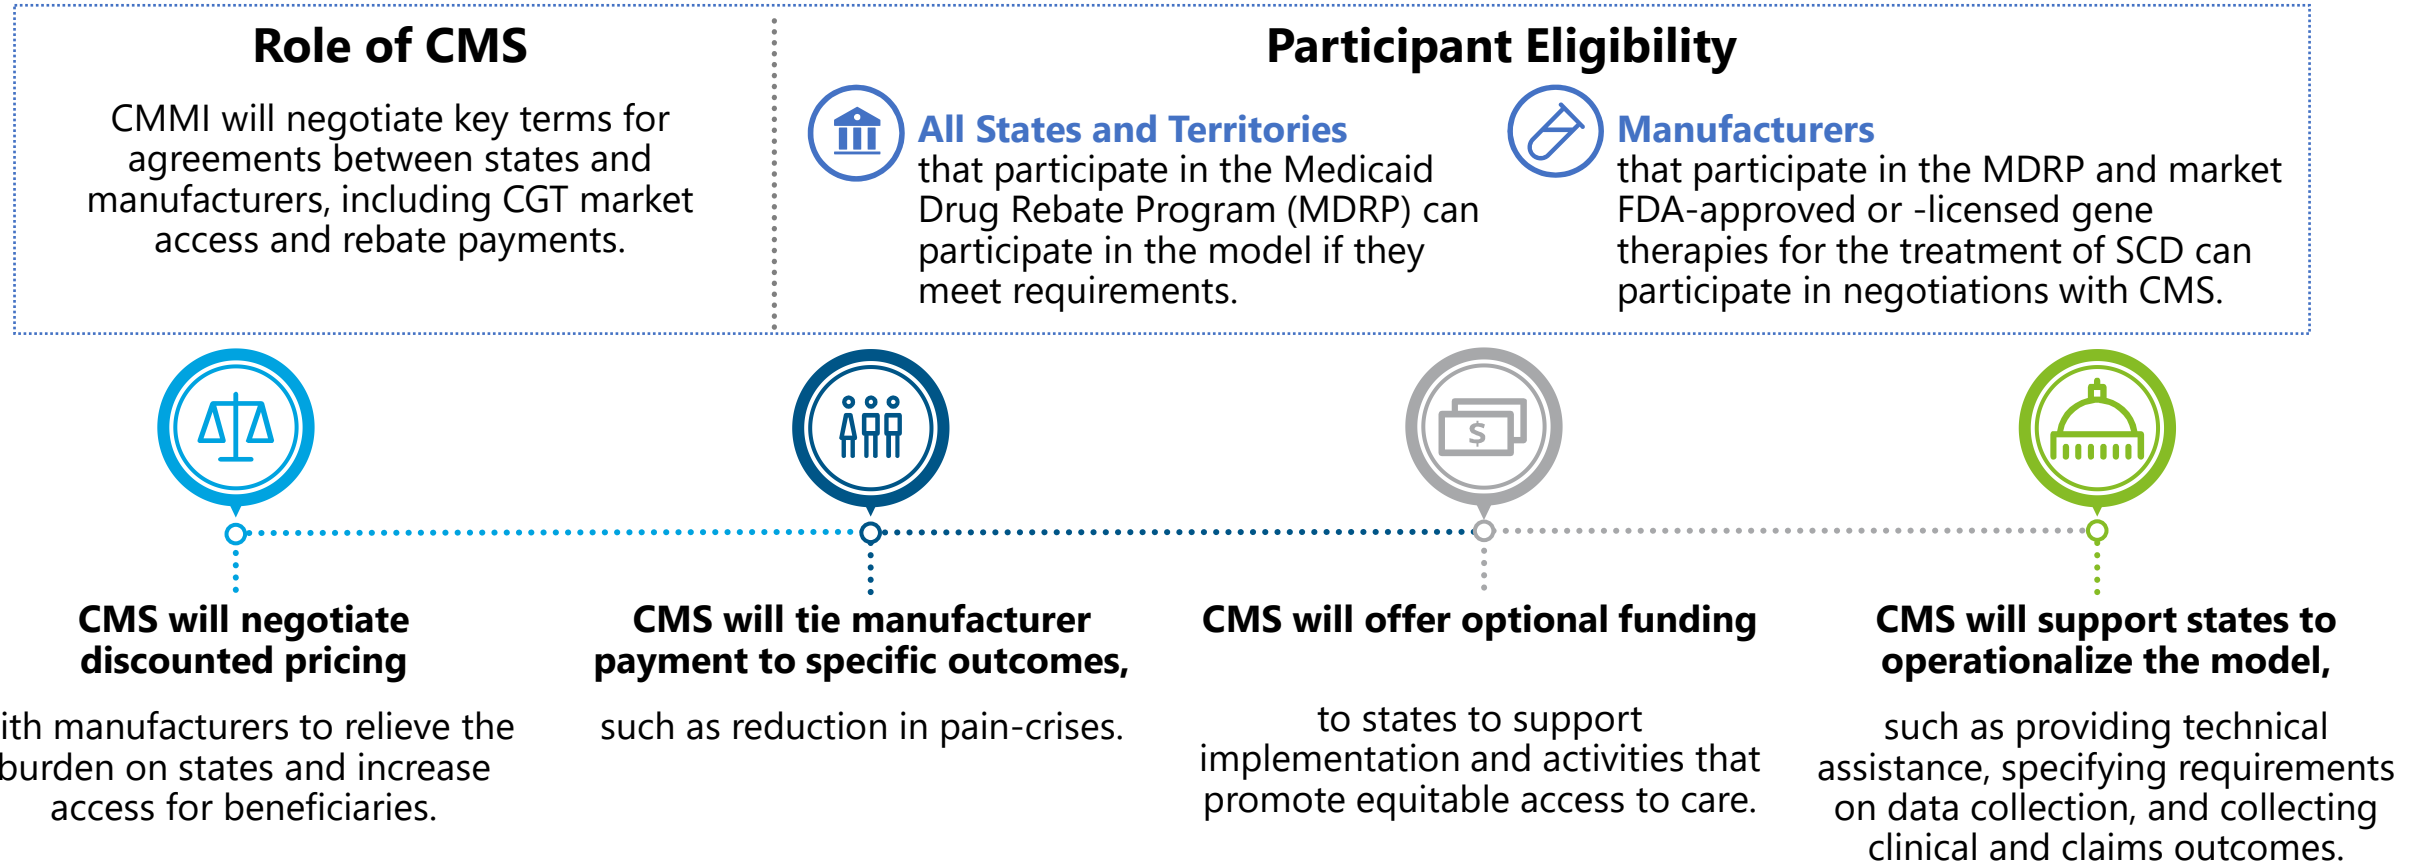 Role of CMS
CMMI will negotiate key terms for
agreements between states and
manufacturers, including CGT market
access and rebate payments.
Participant Eligibility
All States and Territories
that participate in the Medicaid
Drug Rebate Program (MDRP) can
participate in the model if they
meet requirements.
Manufacturers
that participate in the MDRP and market
FDA-approved or -licensed gene
therapies for the treatment of SCD can
participate in negotiations with CMS.
$
CMS will negotiate
discounted pricing
ith manufacturers to relieve the
burden on states and increase
access for beneficiaries.
CMS will tie manufacturer
payment to specific outcomes,
such as reduction in pain-crises.
CMS will offer optional funding
to states to support
implementation and activities that
promote equitable access to care.
CMS will support states to
operationalize the model,
such as providing technical
assistance, specifying requirements
on data collection, and collecting
clinical and claims outcomes.